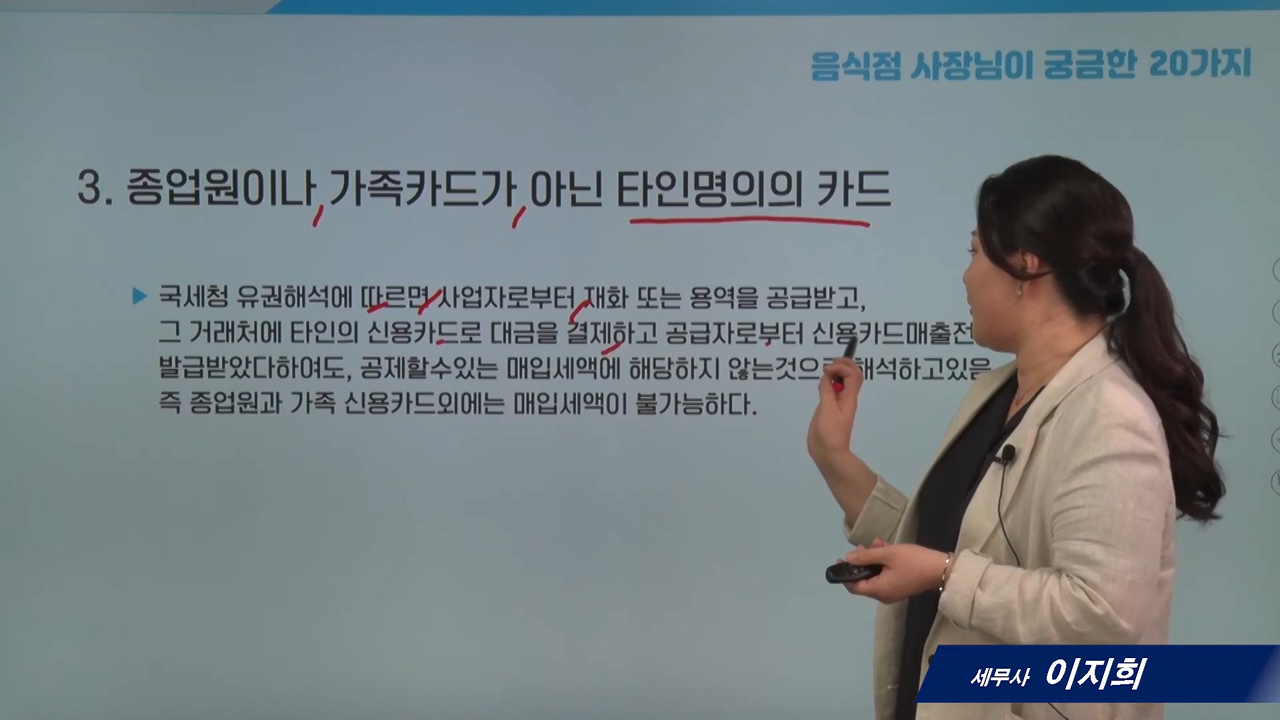 음식점 사장님이 궁금한 20가지
3. 종업원이나 가족카드가 아닌 타인명의의 카드
▶ 국세청 유권해석에 따르면 사업자로부터 재화 또는 용역을 공급받고,
그 거래처에 타인의 신용카드로 대금을 결제하고 공급자로부터 신용카드매출전
발급받았다하여도, 공제할수있는 매입세액에 해당하지 않는것으로 해석하고있음
즉 종업원과 가족 신용카드외에는 매입세액이 불가능하다.
세무사 이지희